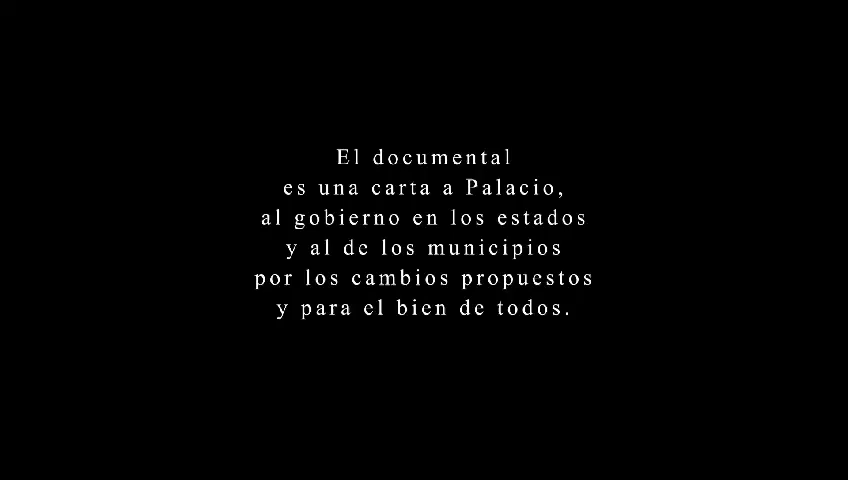 El documental
es una carta a Palacio,
al gobierno en los estados
y al de los municipios
por los cambios propuestos
y para el bien de todos.